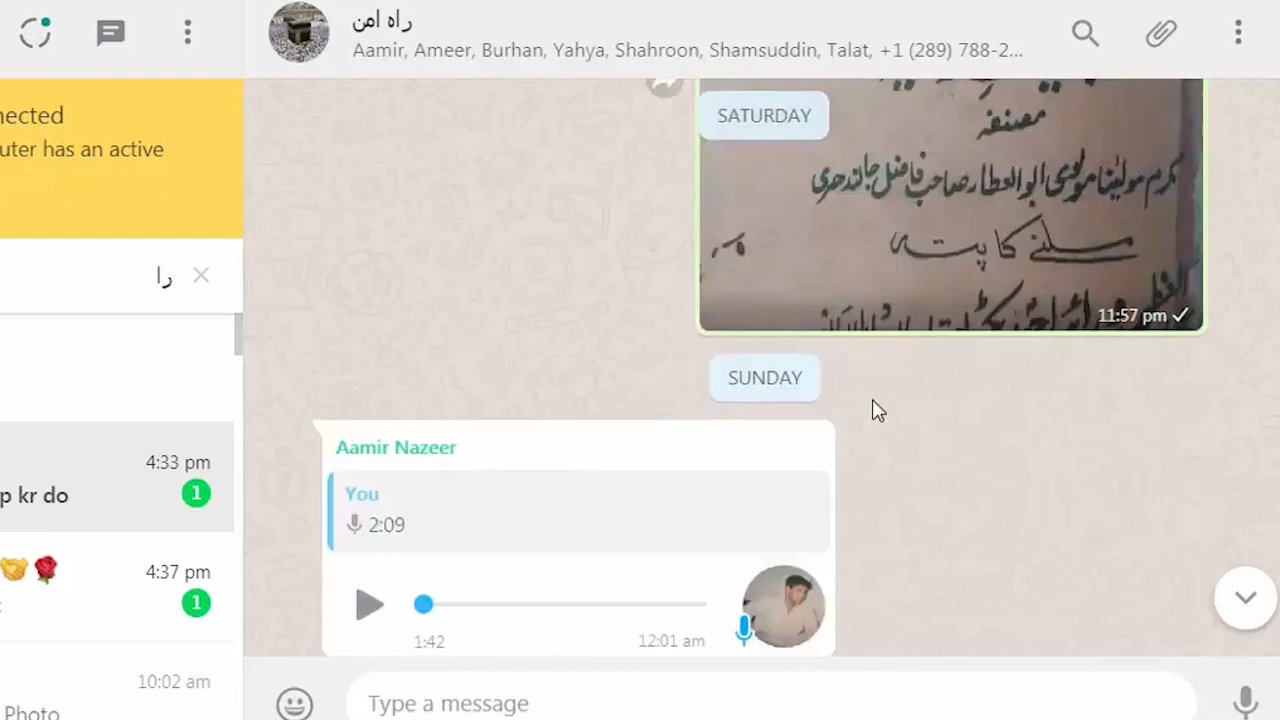 راہ امن
Aamir, Ameer, Burhan, Yahya, Shahroon, Shamsuddin, Talat, +1 (289) 788-2...
nected
uter has an active
را
4:33 pm
p kr do
1
4:37 pm
1
10:02 am
Photo
SATURDAY
مصنفہ
مکرم مولینا مولوی ابوالعطار صاحب فاضل جالندھری
ملنے کا پتہ
11:57 pm
SUNDAY
Aamir Nazeer
You
2:09
1:42
12:01 am
Type a message